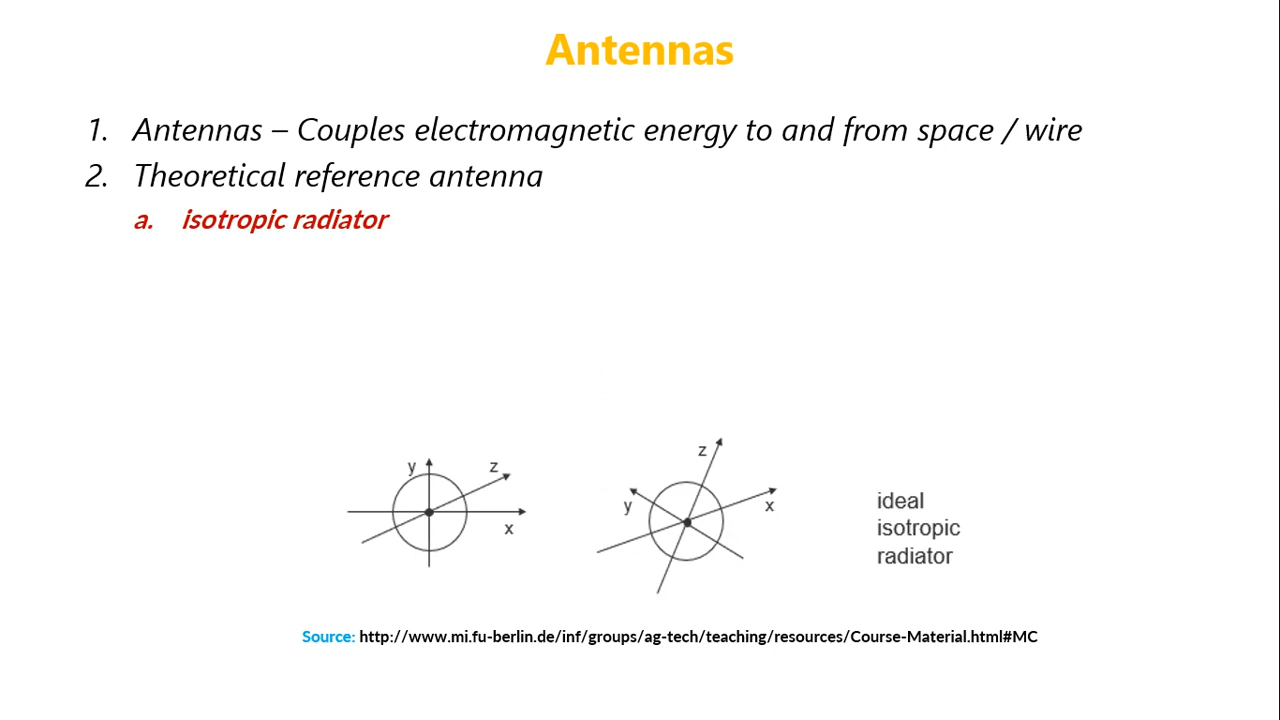 Antennas
1. Antennas – Couples electromagnetic energy to and from space / wire
2. Theoretical reference antenna
a. isotropic radiator
y
z
x
z
y
x
ideal
isotropic
radiator
Source: http://www.mi.fu-berlin.de/inf/groups/ag-tech/teaching/resources/Course-Material.html#MC